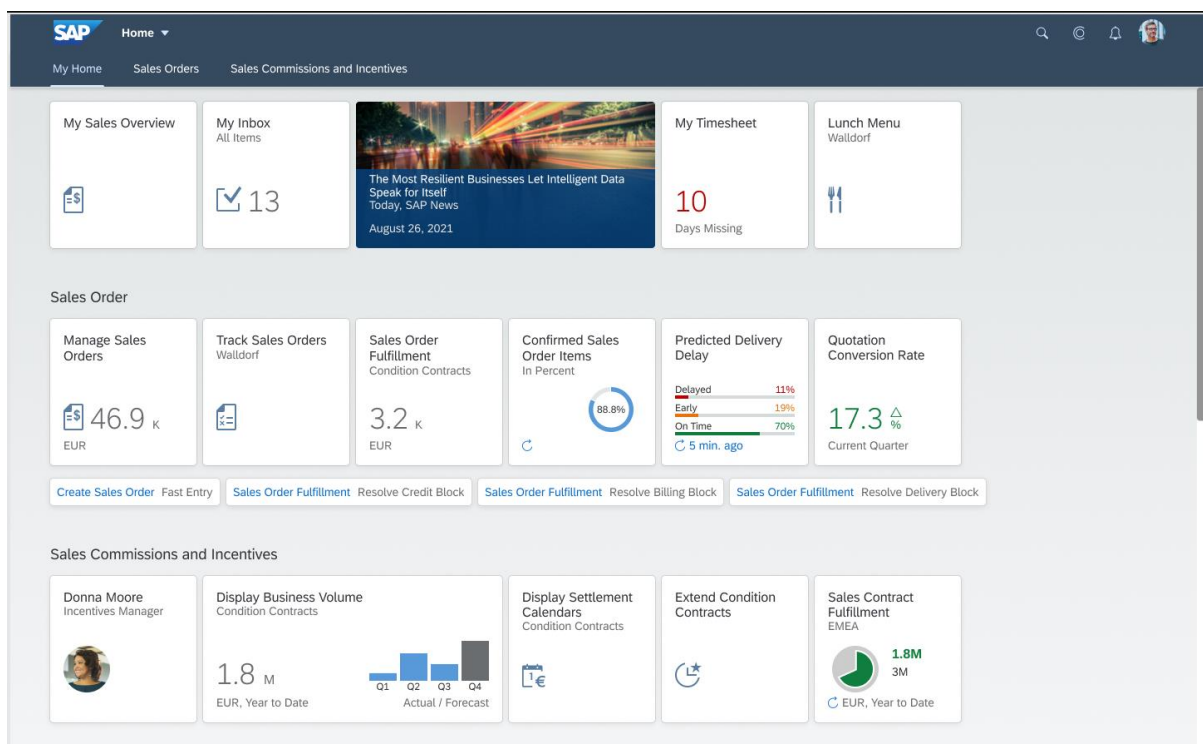 SAP Home
My Home Sales Orders Sales Commissions and Incentives
My Sales Overview
My Inbox
All Items
13
The Most Resilient Businesses Let Intelligent Data
Speak for Itself
Today, SAP News
August 26, 2021
My Timesheet
10
Days Missing
Lunch Menu
Walldorf
Sales Order
Manage Sales
Orders
46.9 K
EUR
Track Sales Orders
Walldorf
Sales Order
Fulfillment
Condition Contracts
3.2 K
EUR
Confirmed Sales
Order Items
In Percent
88.8%
Predicted Delivery
Delay
Delayed 11%
Early 19%
On Time 70%
5 min. ago
Quotation
Conversion Rate
17.3 %
Current Quarter
Create Sales Order Fast Entry
Sales Order Fulfillment Resolve Credit Block
Sales Order Fulfillment Resolve Billing Block
Sales Order Fulfillment Resolve Delivery Block
Sales Commissions and Incentives
Donna Moore
Incentives Manager
Display Business Volume
Condition Contracts
1.8 M
EUR, Year to Date
Q1 Q2 Q3 Q4
Actual / Forecast
Display Settlement
Calendars
Condition Contracts
1 €
Extend Condition
Contracts
Sales Contract
Fulfillment
EMEA
1.8M
3M
EUR, Year to Date